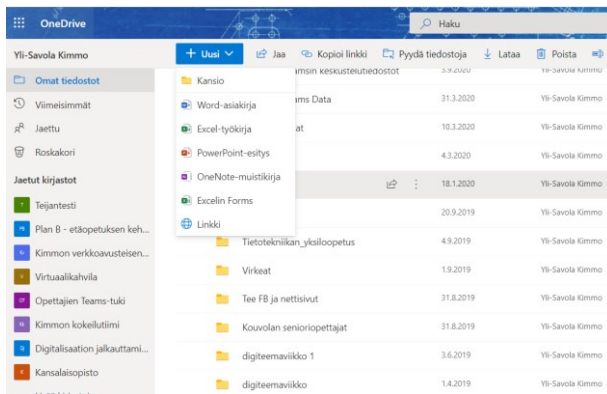 OneDrive
Haku
Yli-Savola Kimmo
+ Uusi
Jaa
Kopioi linkki
Pyydä tiedostoja
Lataa
Poista
Omat tiedostot
Viimeisimmät
Jaettu
Roskakori
Jaetut kirjastot
Teijantesti
Plan B - etäopetuksen keh...
Kimmon verkkoavusteisen...
Virtuaalikahvila
Opettajien Teams-tuki
Kimmon kokeilutiimi
Digitalisaation jalkauttami...
Kansalaisopisto
Kansio
Word-asiakirja
Excel-työkirja
PowerPoint-esitys
OneNote-muistikirja
Excelin Forms
Linkki
keskustelutiedostot 3.9.2020 Yli-Savola Kimmo
Data 31.3.2020 Yli-Savola Kimmo
at 10.3.2020 Yli-Savola Kimmo
4.3.2020 Yli-Savola Kimmo
18.1.2020 Yli-Savola Kimmo
20.9.2019 Yli-Savola Kimmo
Tietotekniikan_yksiloopetus 4.9.2019 Yli-Savola Kimmo
Virkeat 1.9.2019 Yli-Savola Kimmo
Tee FB ja nettisivut 31.8.2019 Yli-Savola Kimmo
Kouvolan senioriopettajat 31.8.2019 Yli-Savola Kimmo
digiteemaviikko 1 3.6.2019 Yli-Savola Kimmo
digiteemaviikko 1.4.2019 Yli-Savola Kimmo